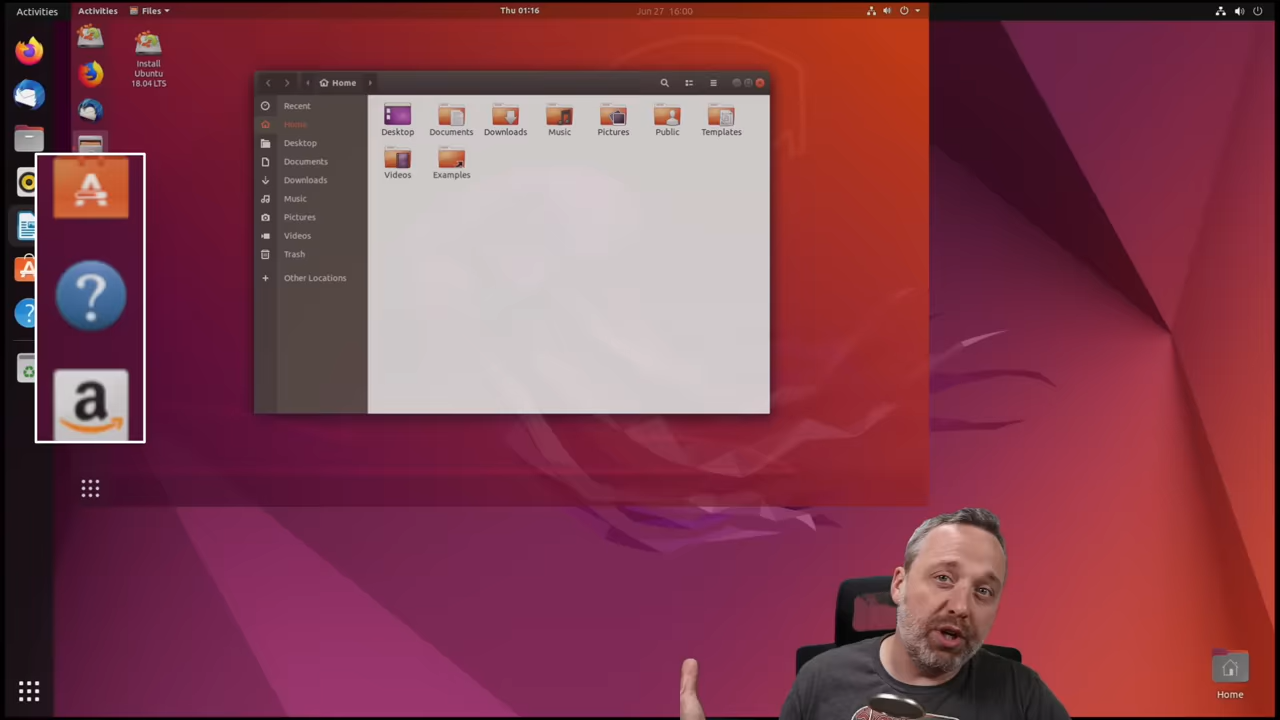 Activities
Activities
Files
Thu 01:16
Jun 27 16:00
Install
Ubuntu
18.04 LTS
Home
Recent
Home
Desktop
Documents
Downloads
Music
Pictures
Videos
Trash
Other Locations
Desktop
Documents
Downloads
Music
Pictures
Public
Templates
Videos
Examples
A
?
a
A
?
Home